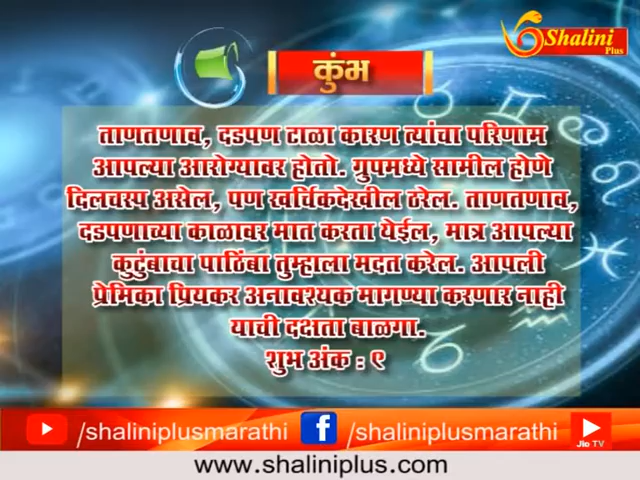 Shalini
Plus
कुंभ
ताणतणाव, दडपण टाळा कारण त्यांचा परिणाम
आपल्या आरोग्यावर होतो. ग्रुपमध्ये सामील होणे
दिलचस्प असेल, पण खर्चिकदेखील ठरेल. ताणतणाव,
दडपणाच्या काळावर मात करता येईल, मात्र आपल्या
कुटुंबाचा पाठिंबा तुम्हाला मदत करेल. आपली
प्रेमिका प्रियकर अनावश्यक मागण्या करणार नाही
याची दक्षता बाळगा.
शुभ अंक : ९
/shaliniplusmarathi
/shaliniplusmarathi
Jio TV
www.shaliniplus.com